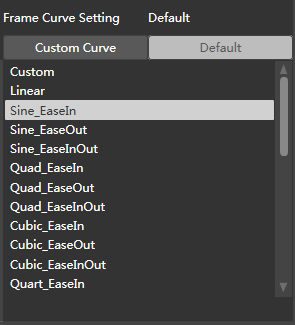 Frame Curve Setting Default
Custom Curve Default
Custom
Linear
Sine_EaseIn
Sine_EaseOut
Sine_EaseInOut
Quad_EaseIn
Quad_EaseOut
Quad_EaseInOut
Cubic_EaseIn
Cubic_EaseOut
Cubic_EaseInOut
Quart_EaseIn